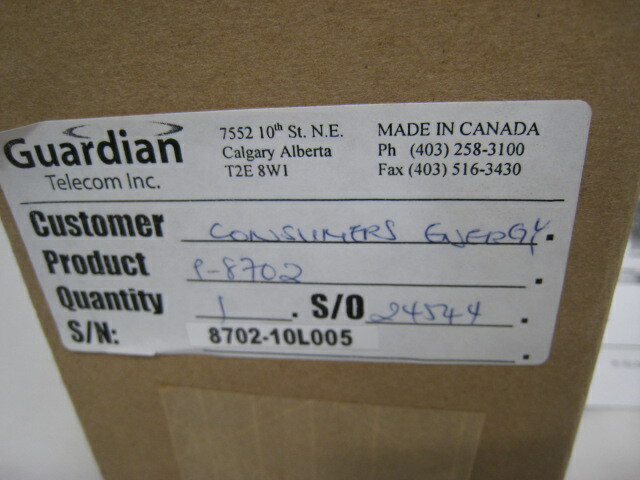 Guardian
Telecom Inc.
7552 10th St. N.E.
Calgary Alberta
T2E 8W1
MADE IN CANADA
Ph (403) 258-3100
Fax (403) 516-3430
Customer CONSUMERS ENERGY.
Product P-8702.
Quantity 1. S/O 24544.
S/N: 8702-10L005.